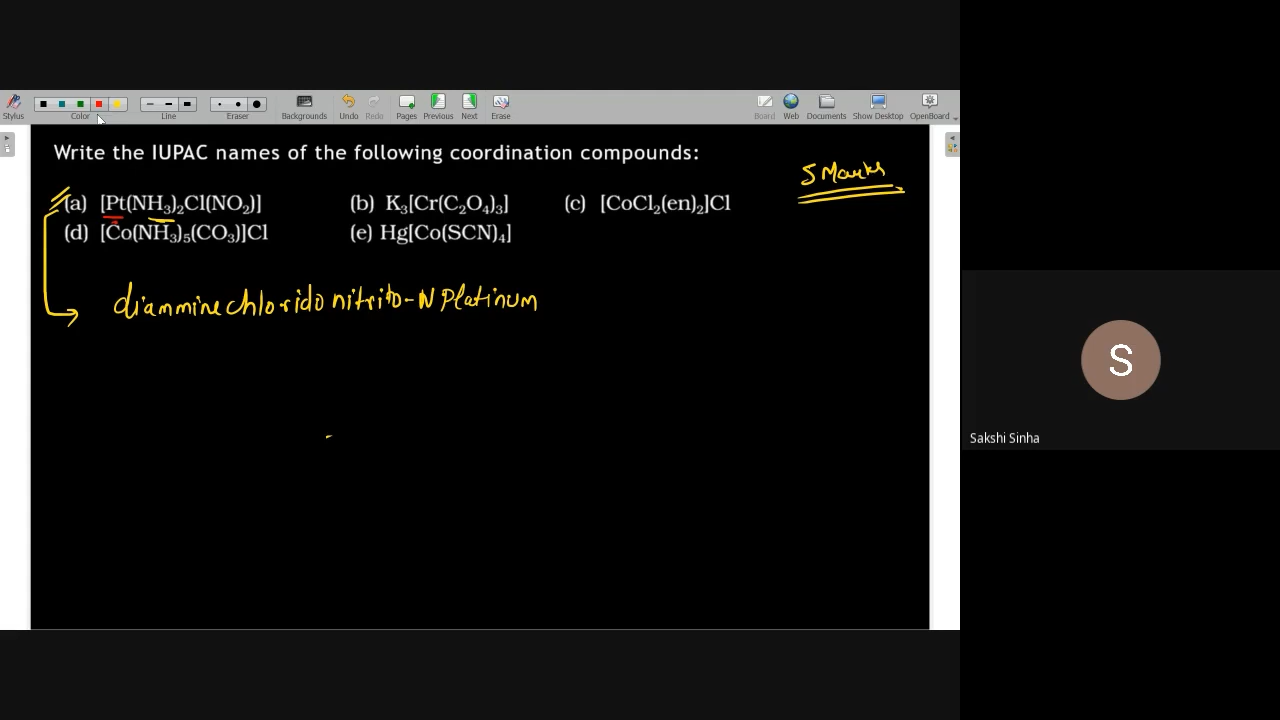 Stylus Color Line Eraser Backgrounds Undo Redo Pages Previous Next Erase Board Web Documents Show Desktop OpenBoard
Write the IUPAC names of the following coordination compounds:
5 Marks
(a) [Pt(NH₃)₂Cl(NO₂)] (b) K₃[Cr(C₂O₄)₃] (c) [CoCl₂(en)₂]Cl
(d) [Co(NH₃)₅(CO₃)]Cl (e) Hg[Co(SCN)₄]
diamminechlorido nitrito-N Platinum
S
Sakshi Sinha